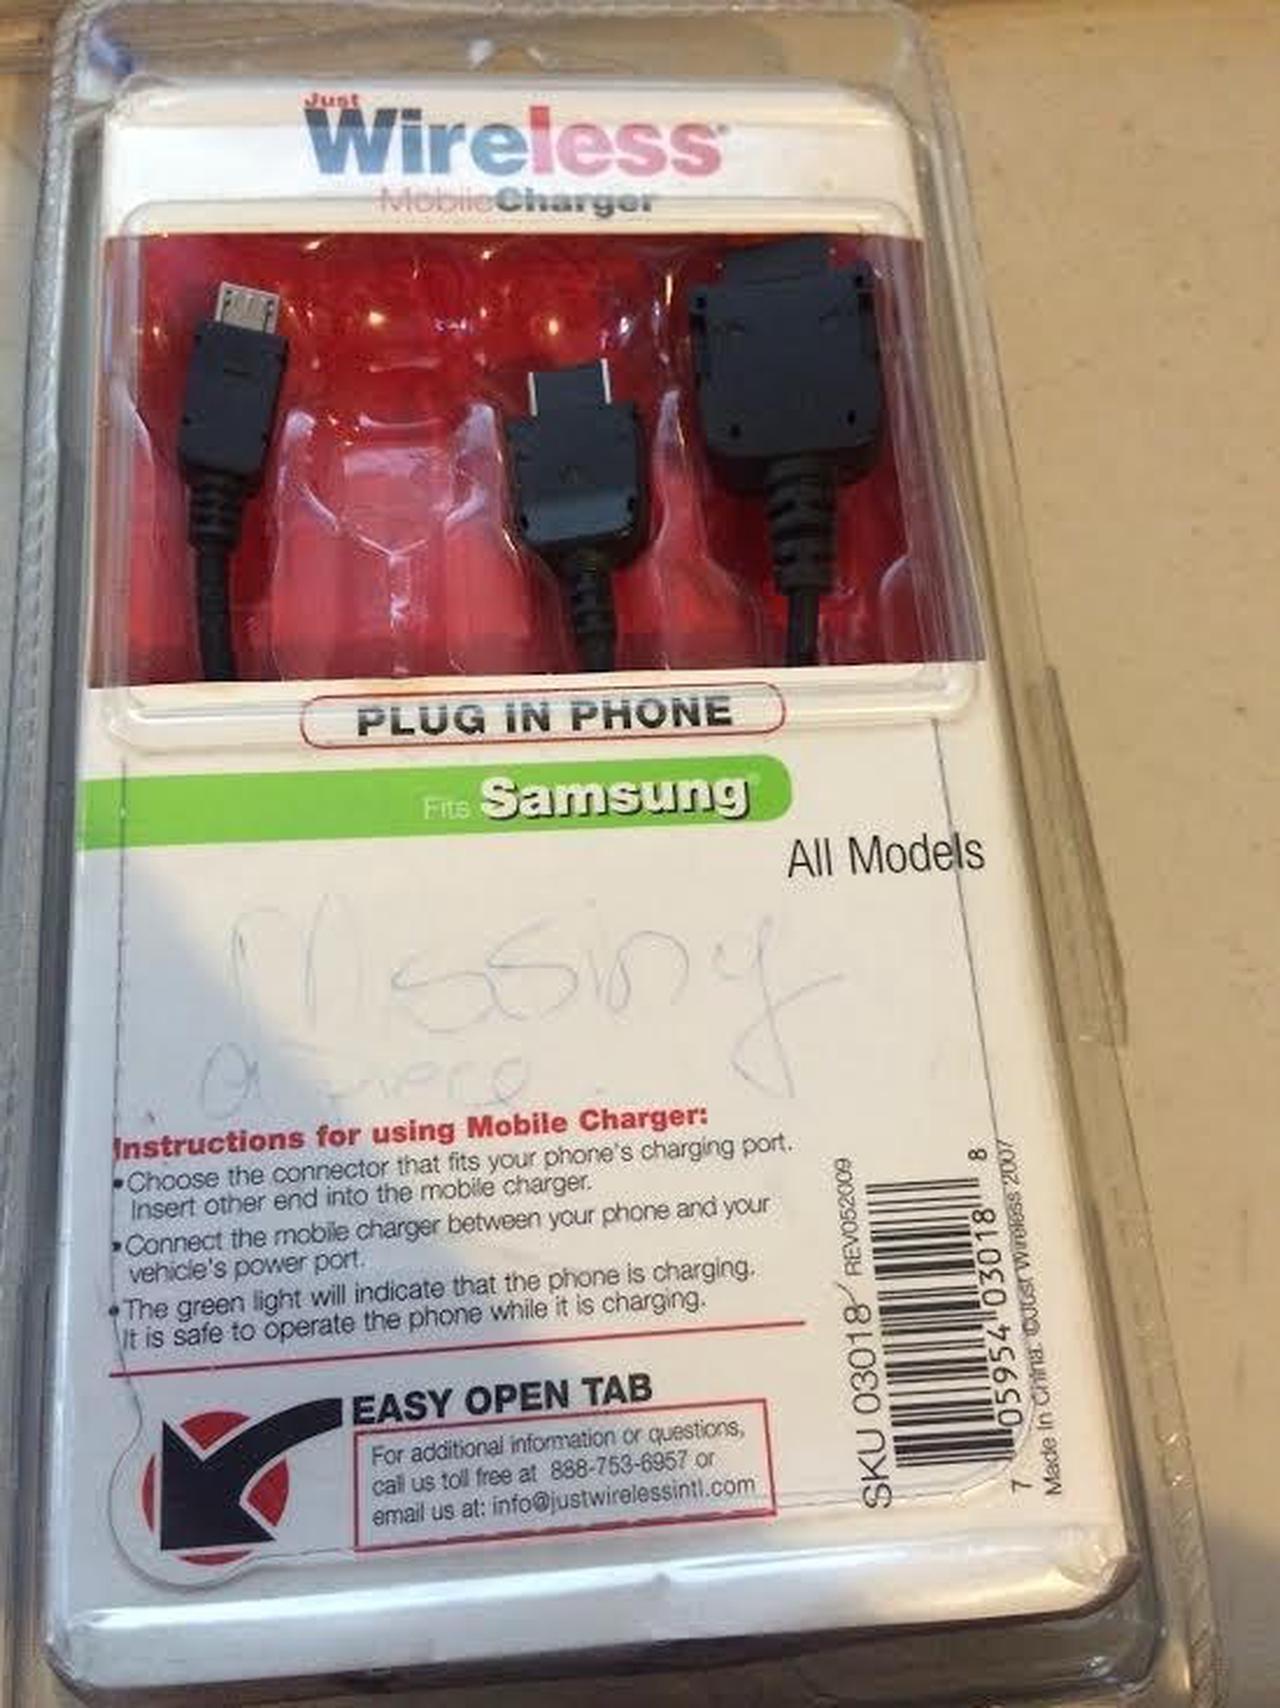 Just
Wireless®
MobileCharger
PLUG IN PHONE
Fits Samsung®
All Models
Missing
Instructions for using Mobile Charger:
•Choose the connector that fits your phone's charging port.
Insert other end into the mobile charger.
•Connect the mobile charger between your phone and your
vehicle's power port.
•The green light will indicate that the phone is charging.
It is safe to operate the phone while it is charging.
EASY OPEN TAB
For additional information or questions,
call us toll free at 888-753-6957 or
email us at: info@justwirelessintl.com
SKU 03018
REV052009
7 05954 03018 8
Made in China. ©Just Wireless 2007